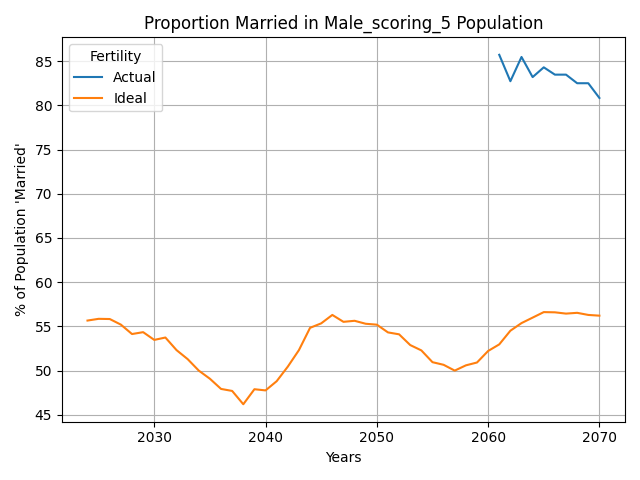 Proportion Married in Male_scoring_5 Population
Fertility
Actual
Ideal
% of Population 'Married'
85
80
75
70
65
60
55
50
45
2030
2040
2050
2060
2070
Years